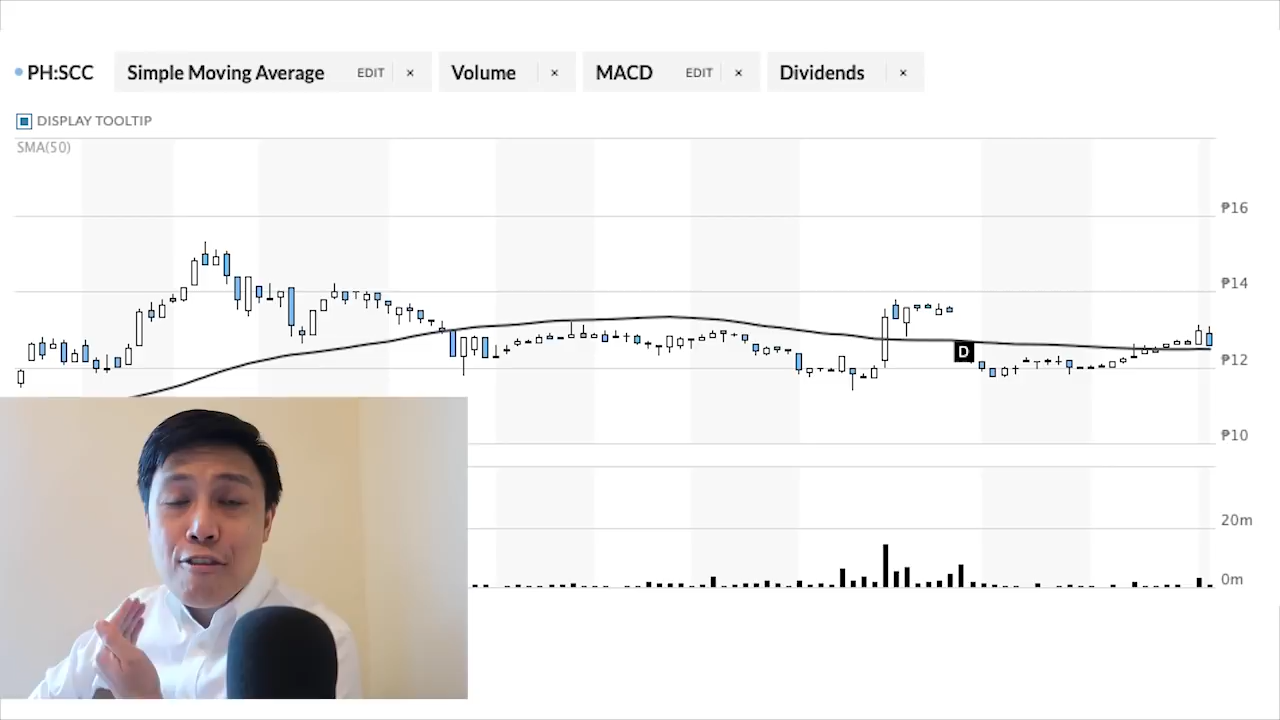 PH:SCC Simple Moving Average EDIT × Volume × MACD EDIT × Dividends ×
DISPLAY TOOLTIP
SMA(50)
₱16
₱14
D
₱12
₱10
20m
0m